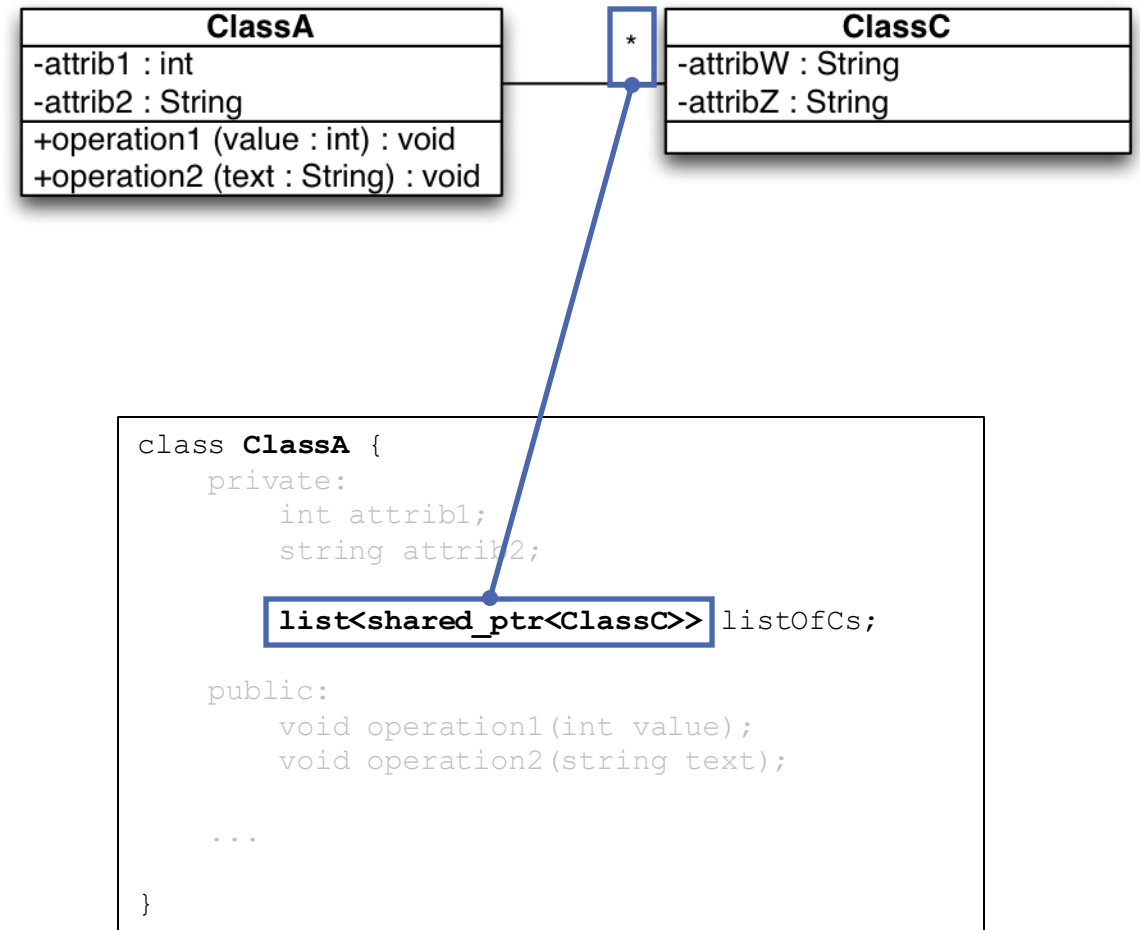 ClassA
-attrib1 : int
-attrib2 : String
+operation1 (value : int) : void
+operation2 (text : String) : void
*
ClassC
-attribW : String
-attribZ : String
class ClassA {
private:
int attrib1;
string attrib2;
list<shared_ptr<ClassC>> listOfCs;
public:
void operation1(int value);
void operation2(string text);
...
}